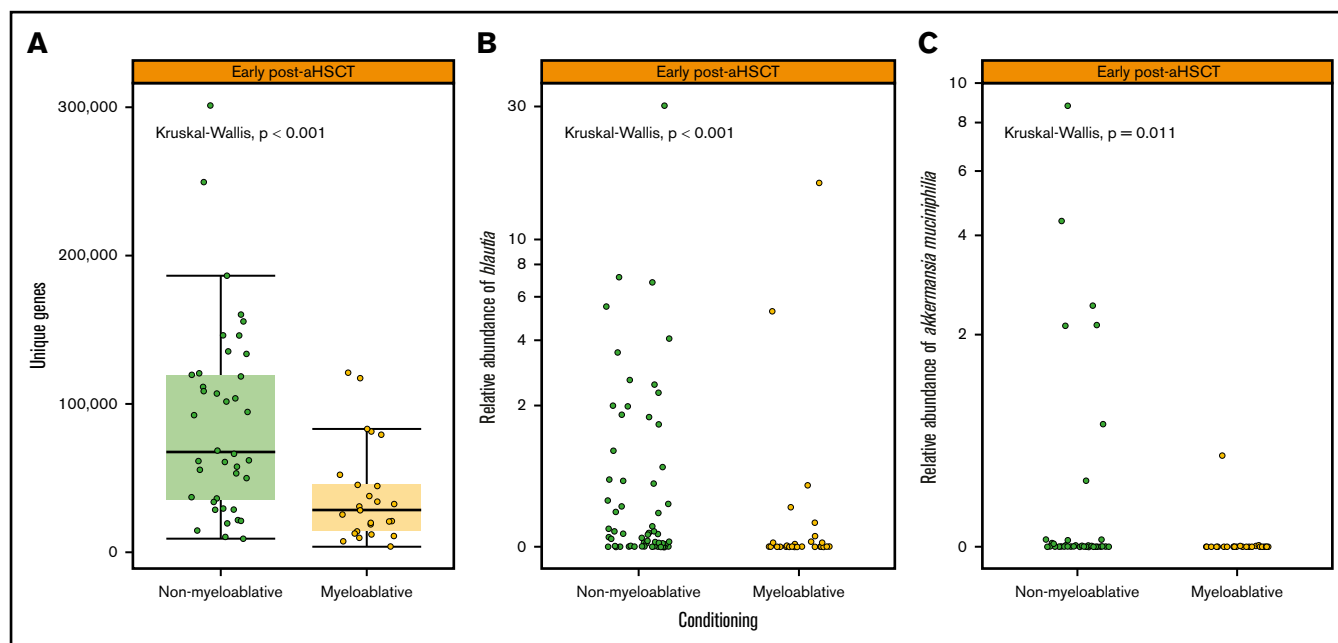 A
Early post-aHSCT
Kruskal-Wallis, p < 0.001
Unique genes
300,000
200,000
100,000
0
Non-myeloablative
Myeloablative
B
Early post-aHSCT
Kruskal-Wallis, p < 0.001
Relative abundance of blautia
30
10
8
6
4
2
0
Non-myeloablative
Myeloablative
Conditioning
C
Early post-aHSCT
Kruskal-Wallis, p = 0.011
Relative abundance of akkermansia muciniphilia
10
8
6
4
2
0
Non-myeloablative
Myeloablative